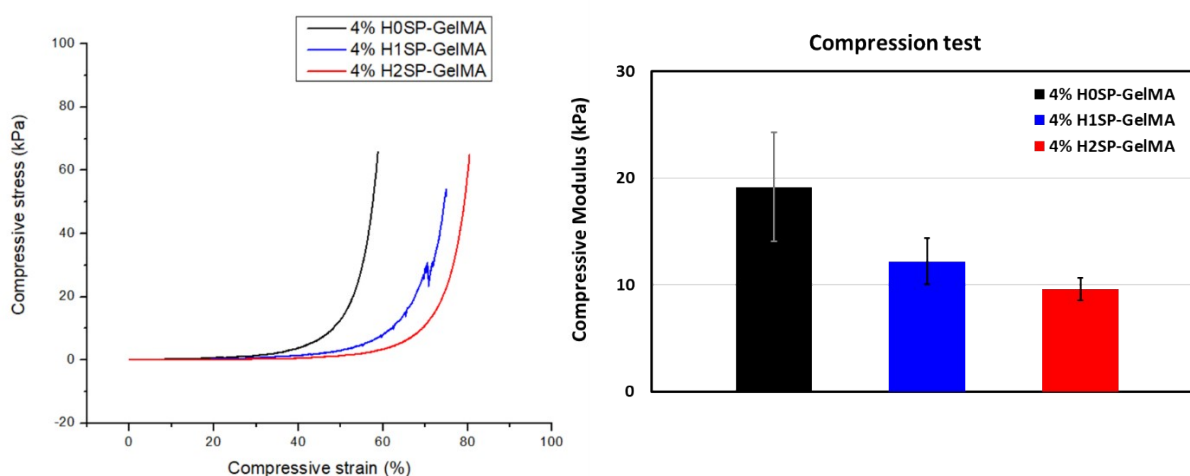 4% H0SP-GelMA
4% H1SP-GelMA
4% H2SP-GelMA
100
80
60
40
20
0
-20
Compressive stress (kPa)
0 20 40 60 80 100
Compressive strain (%)
Compression test
30
20
10
0
Compressive Modulus (kPa)
4% H0SP-GelMA
4% H1SP-GelMA
4% H2SP-GelMA